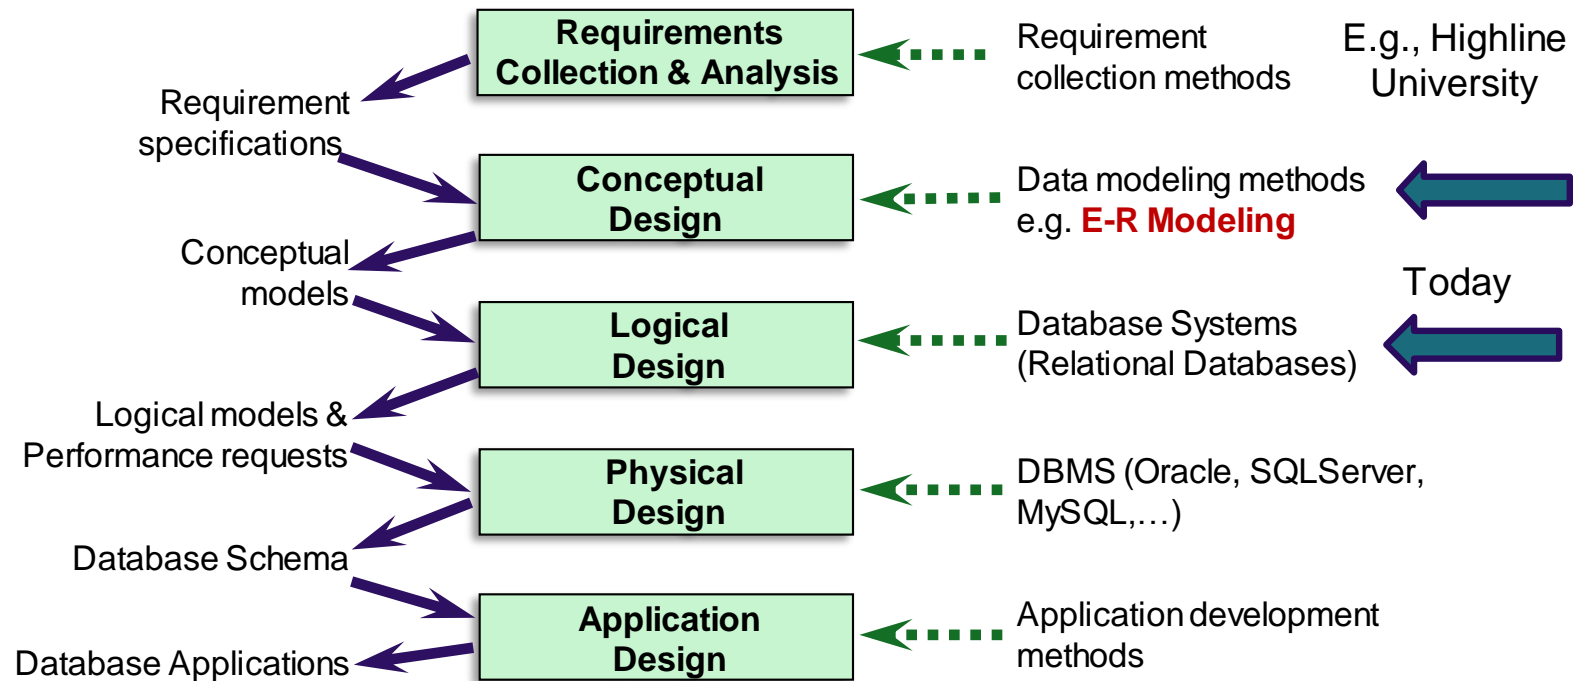 Requirements
Collection & Analysis
Requirement
collection methods
E.g., Highline
University
Requirement
specifications
Conceptual
Design
Data modeling methods
e.g. E-R Modeling
Conceptual
models
Today
Logical
Design
Database Systems
(Relational Databases)
Logical models &
Performance requests
Physical
Design
DBMS (Oracle, SQLServer,
MySQL,…)
Database Schema
Application
Design
Application development
methods
Database Applications